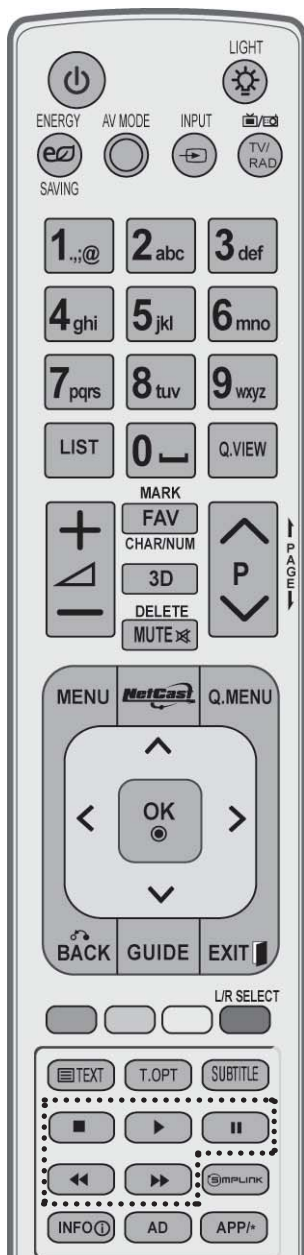 LIGHT
ENERGY AV MODE INPUT
TV/
RAD
SAVING
1.,;@ 2abc 3def
4ghi 5jkl 6mno
7pqrs 8tuv 9wxyz
LIST 0 Q.VIEW
MARK
FAV
CHAR/NUM
3D
P
PAGE
DELETE
MUTE
MENU NetCast Q.MENU
OK
BACK GUIDE EXIT
L/R SELECT
TEXT T.OPT SUBTITLE
SIMPLINK
INFO AD APP/*